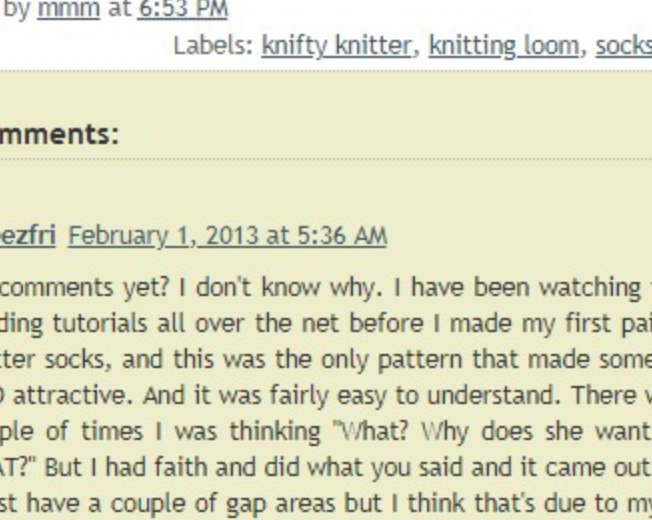 by mmm at 6:53 PM
Labels: knifty knitter, knitting loom, socks
mments:
ezfri February 1, 2013 at 5:36 AM
comments yet? I don't know why. I have been watching
ding tutorials all over the net before I made my first pai
tter socks, and this was the only pattern that made some
O attractive. And it was fairly easy to understand. There
ple of times I was thinking "What? Why does she want
AT?" But I had faith and did what you said and it came out
st have a couple of gap areas but I think that's due to my